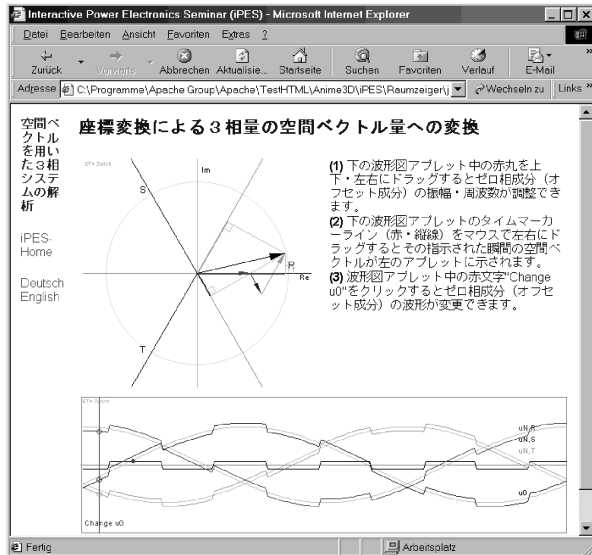 Interactive Power Electronics Seminar (iPES) - Microsoft Internet Explorer
Datei Bearbeiten Ansicht Favoriten Extras ?
Zurück Vorwärts Abbrechen Aktualisie... Startseite Suchen Favoriten Verlauf E-Mail
Adresse C:\Programme\Apache Group\Apache\TestHTML\Anime3D\iPES\Raumzeiger\j Wechseln zu Links
空間ベ
クトル
を用い
た3相
システ
ムの解
析
iPES-
Home
Deutsch
English
座標変換による3相量の空間ベクトル量への変換
Im
S
R
Re
T
(1) 下の波形図アプレット中の赤丸を上
下・左右にドラッグするとゼロ相成分（オ
フセット成分）の振幅・周波数が調整でき
ます。
(2) 下の波形図アプレットのタイムマーカ
ーライン（赤・縦線）をマウスで左右にド
ラッグするとその指示された瞬間の空間ベ
クトルが左のアプレットに示されます。
(3) 波形図アプレット中の赤文字"Change
u0"をクリックするとゼロ相成分（オフセ
ット成分）の波形が変更できます。
uN,R
uN,S
uN,T
u0
Change u0
Fertig
Arbeitsplatz